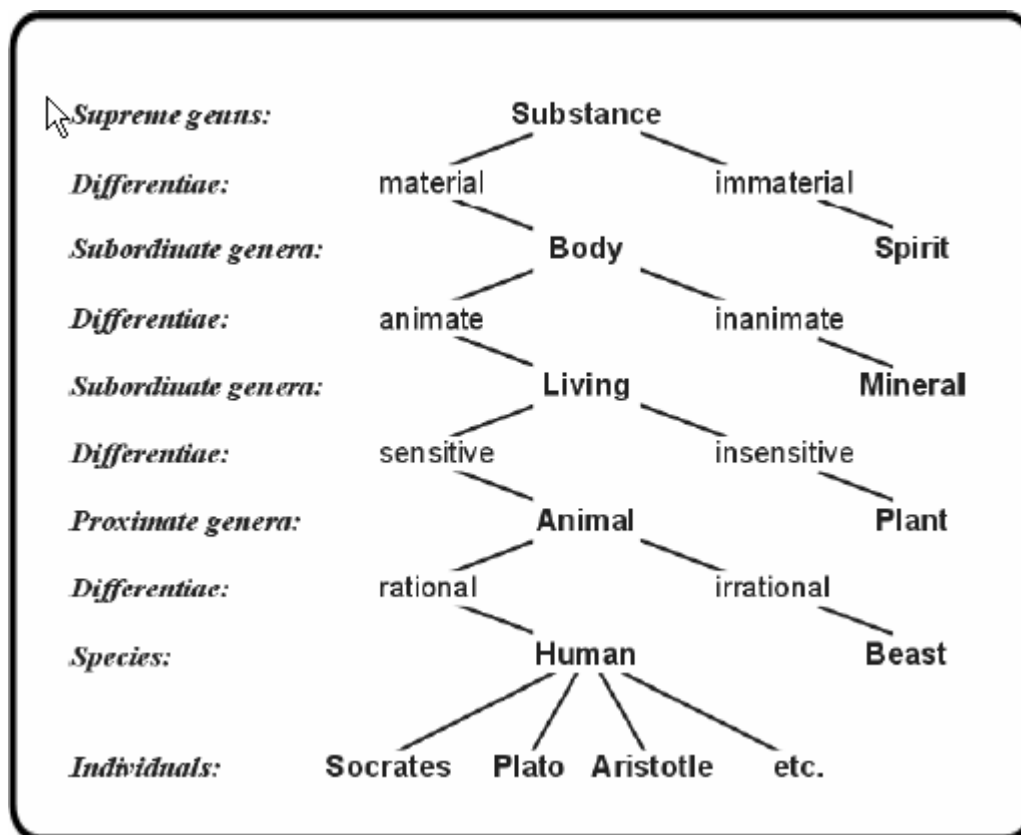 Supreme genus: Substance
Differentiae: material immaterial
Subordinate genera: Body Spirit
Differentiae: animate inanimate
Subordinate genera: Living Mineral
Differentiae: sensitive insensitive
Proximate genera: Animal Plant
Differentiae: rational irrational
Species: Human Beast
Individuals: Socrates Plato Aristotle etc.